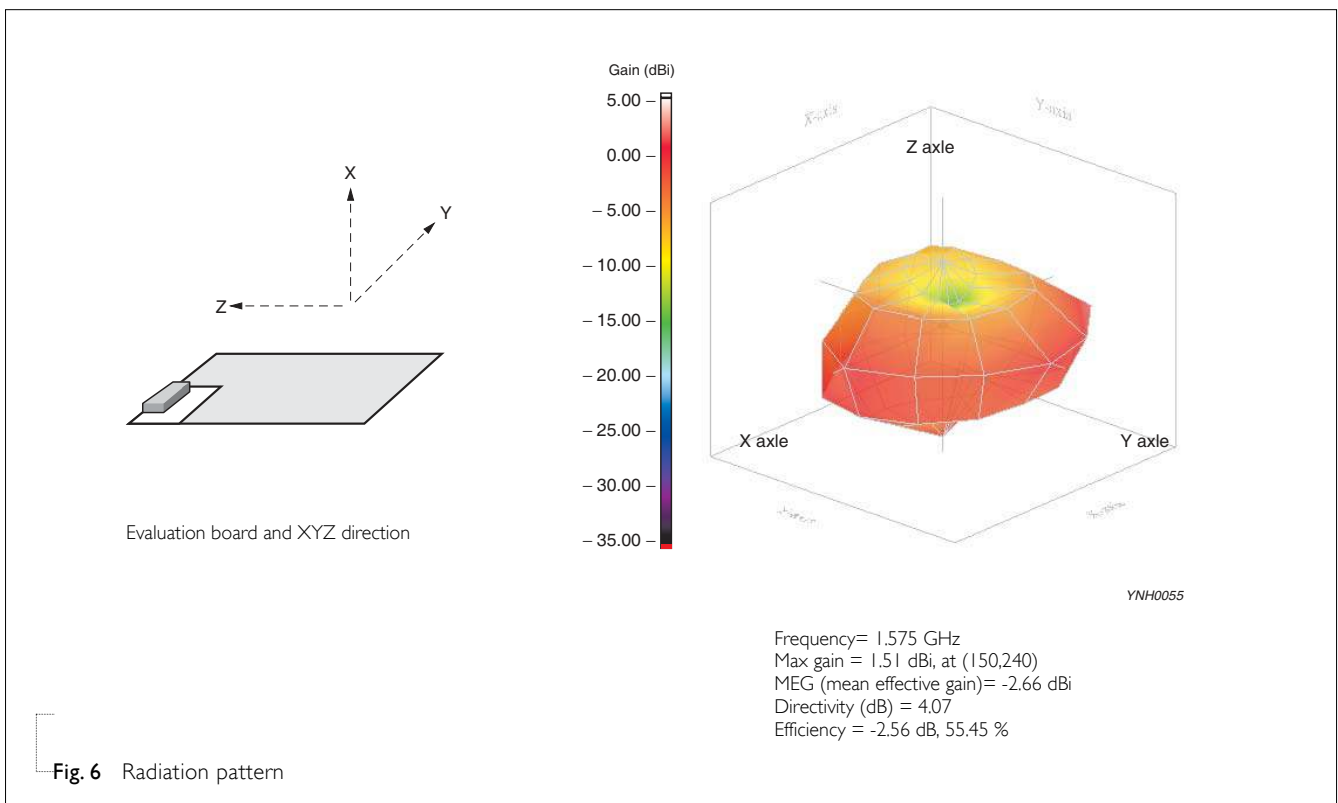 Gain (dBi)
5.00 –
0.00 –
– 5.00 –
– 10.00 –
– 15.00 –
– 20.00 –
– 25.00 –
– 30.00 –
– 35.00 –
X
Y
Z
Evaluation board and XYZ direction
X-axis
Y-axis
Z axle
X axle
Y axle
YNH0055
Frequency= 1.575 GHz
Max gain = 1.51 dBi, at (150,240)
MEG (mean effective gain)= -2.66 dBi
Directivity (dB) = 4.07
Efficiency = -2.56 dB, 55.45 %
Fig. 6 Radiation pattern